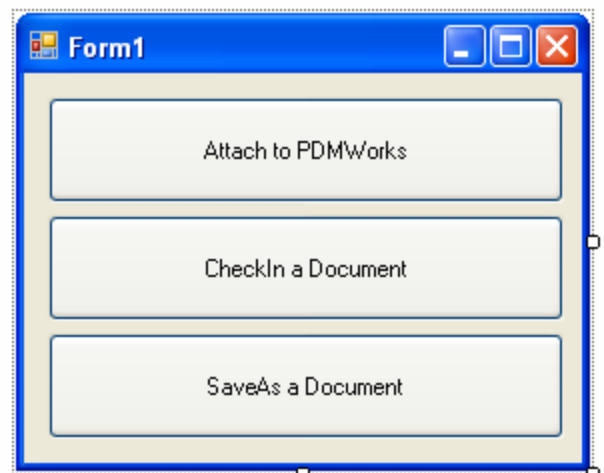 Form1
Attach to PDMWorks
CheckIn a Document
SaveAs a Document